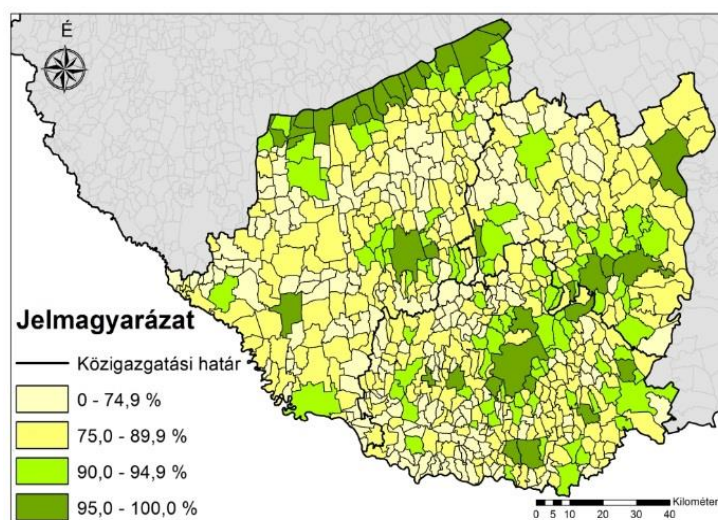 É
Jelmagyarázat
Közigazgatási határ
0 - 74,9 %
75,0 - 89,9 %
90,0 - 94,9 %
95,0 - 100,0 %
Kilométer
0 5 10 20 30 40